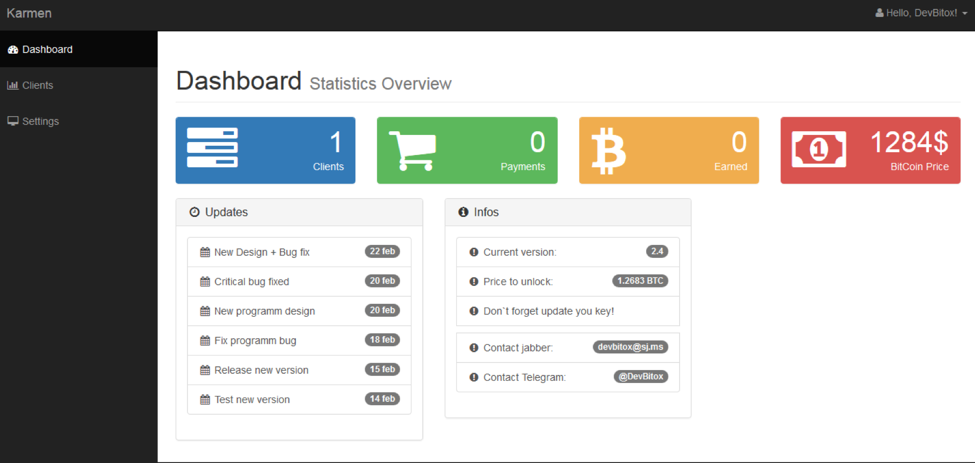 Karmen
Hello, DevBitox!
Dashboard
Clients
Settings
Dashboard Statistics Overview
1
Clients
0
Payments
0
Earned
1
1284$
BitCoin Price
Updates
New Design + Bug fix 22 feb
Critical bug fixed 20 feb
New programm design 20 feb
Fix programm bug 18 feb
Release new version 15 feb
Test new version 14 feb
Infos
Current version: 2.4
Price to unlock: 1.2683 BTC
Don`t forget update you key!
Contact jabber: devbitox@sj.ms
Contact Telegram: @DevBitox